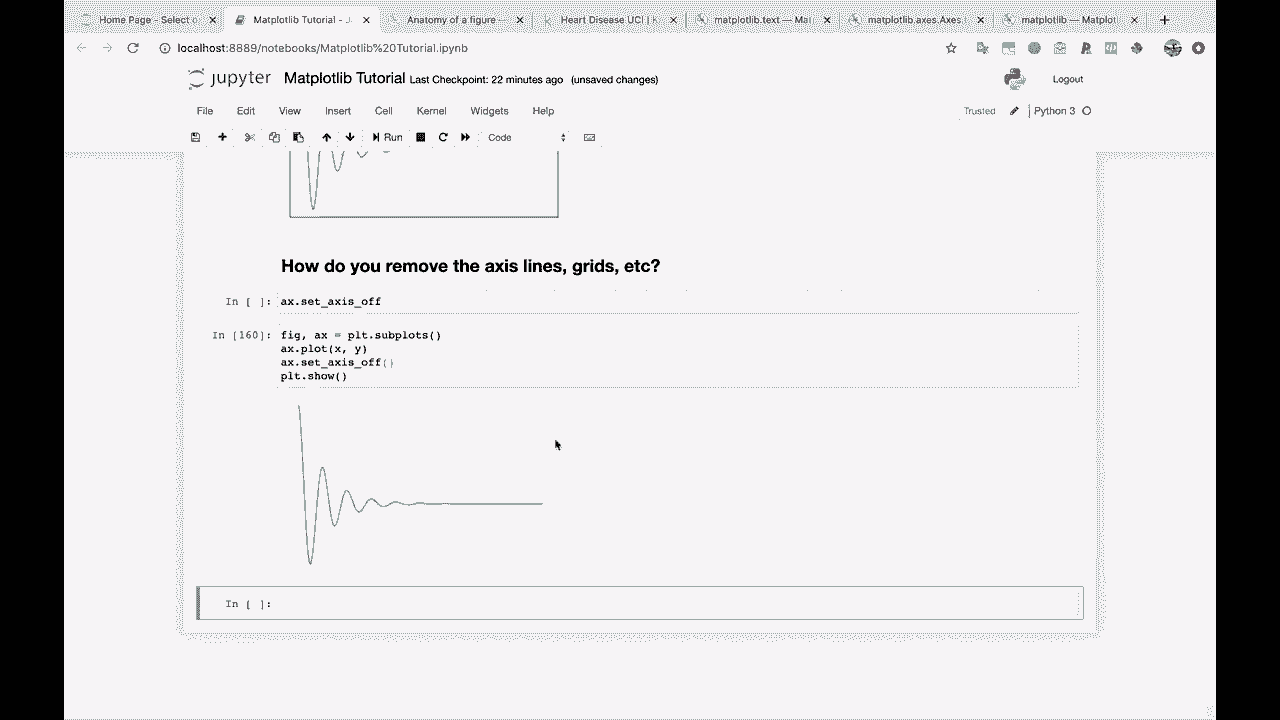 Home Page - Select
Matplotlib Tutorial - J
Anatomy of a figure
Heart Disease UCI |
matplotlib.text — Mat
matplotlib.axes.Axes
matplotlib — Matplot
localhost:8889/notebooks/Matplotlib%20Tutorial.ipynb
jupyter Matplotlib Tutorial Last Checkpoint: 22 minutes ago (unsaved changes)
Logout
File Edit View Insert Cell Kernel Widgets Help
Trusted
Python 3
Run
Code
How do you remove the axis lines, grids, etc?
In [ ]: ax.set_axis_off
In [160]: fig, ax = plt.subplots()
ax.plot(x, y)
ax.set_axis_off()
plt.show()
In [ ]: